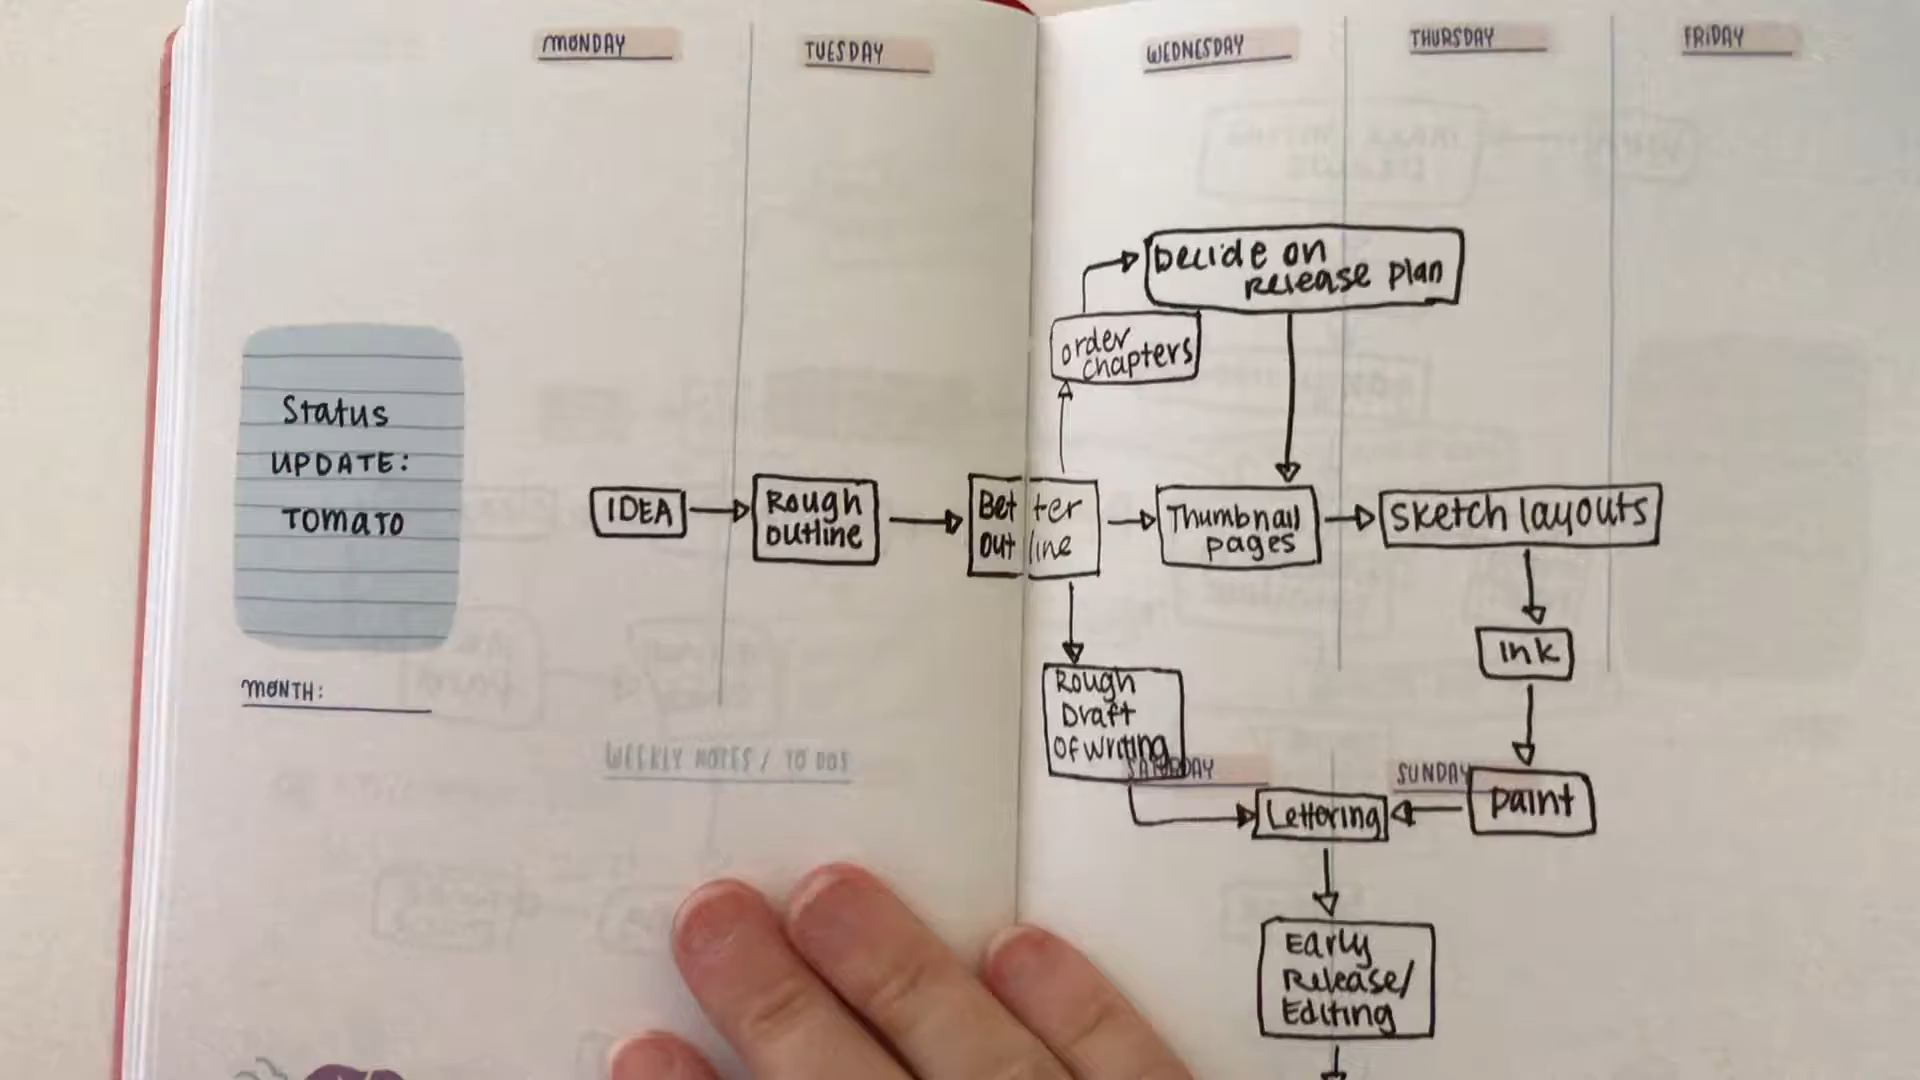 MONDAY
TUESDAY
WEDNESDAY
THURSDAY
FRIDAY
Status
UPDATE:
Tomato
MONTH:
WEEKLY NOTES / TO DOS
IDEA
Rough
outline
Better
outline
order
chapters
Decide on
release plan
Thumbnail
pages
Sketch layouts
Ink
paint
Rough
Draft
Of writing
SATURDAY
SUNDAY
Lettering
Early
Release/
Editing